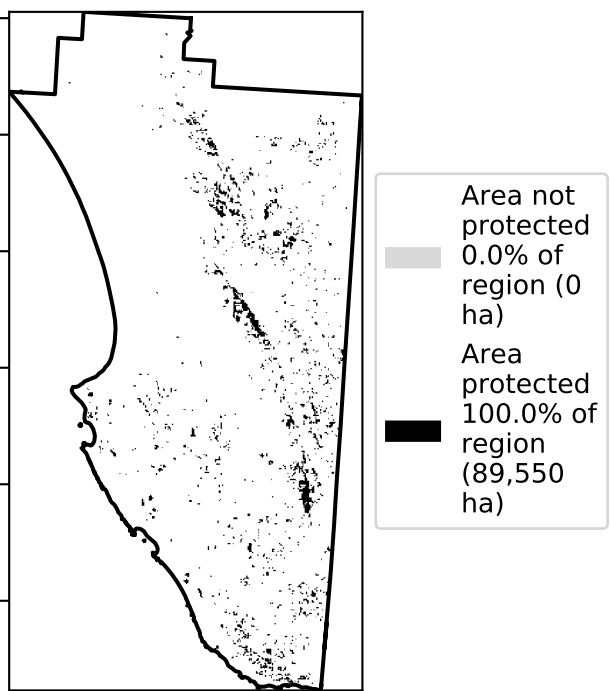 Area not
protected
0.0% of
region (0
ha)
Area
protected
100.0% of
region
(89,550
ha)